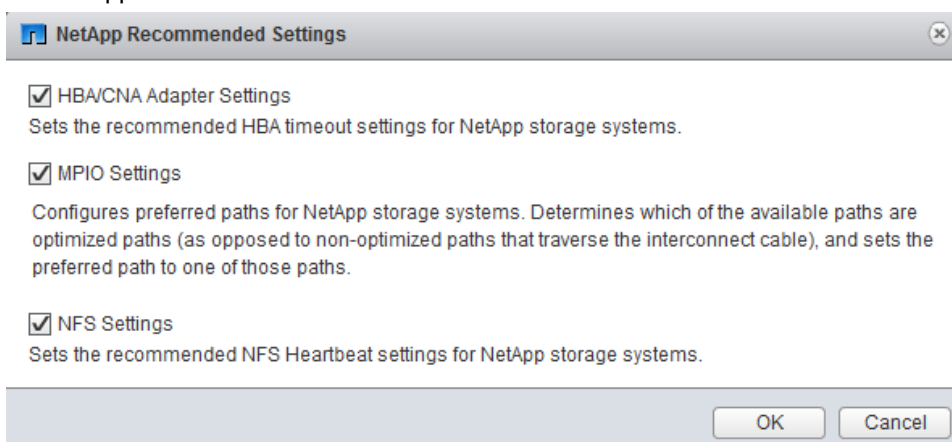 NetApp Recommended Settings
HBA/CNA Adapter Settings
Sets the recommended HBA timeout settings for NetApp storage systems.
MPIO Settings
Configures preferred paths for NetApp storage systems. Determines which of the available paths are
optimized paths (as opposed to non-optimized paths that traverse the interconnect cable), and sets the
preferred path to one of those paths.
NFS Settings
Sets the recommended NFS Heartbeat settings for NetApp storage systems.
OK Cancel